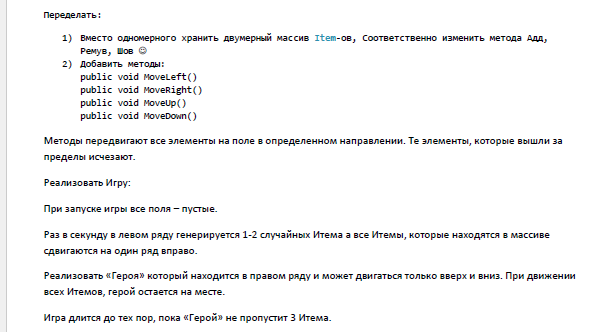 Переделать:
1) Вместо одномерного хранить двумерный массив Item-ов, Соответственно изменить метода Адд,
Ремув, Шов ☺
2) Добавить методы:
public void MoveLeft()
public void MoveRight()
public void MoveUp()
public void MoveDown()
Методы передвигают все элементы на поле в определенном направлении. Те элементы, которые вышли за
пределы исчезают.
Реализовать Игру:
При запуске игры все поля – пустые.
Раз в секунду в левом ряду генерируется 1-2 случайных Итема а все Итемы, которые находятся в массиве
сдвигаются на один ряд вправо.
Реализовать «Героя» который находится в правом ряду и может двигаться только вверх и вниз. При движении
всех Итемов, герой остается на месте.
Игра длится до тех пор, пока «Герой» не пропустит 3 Итема.